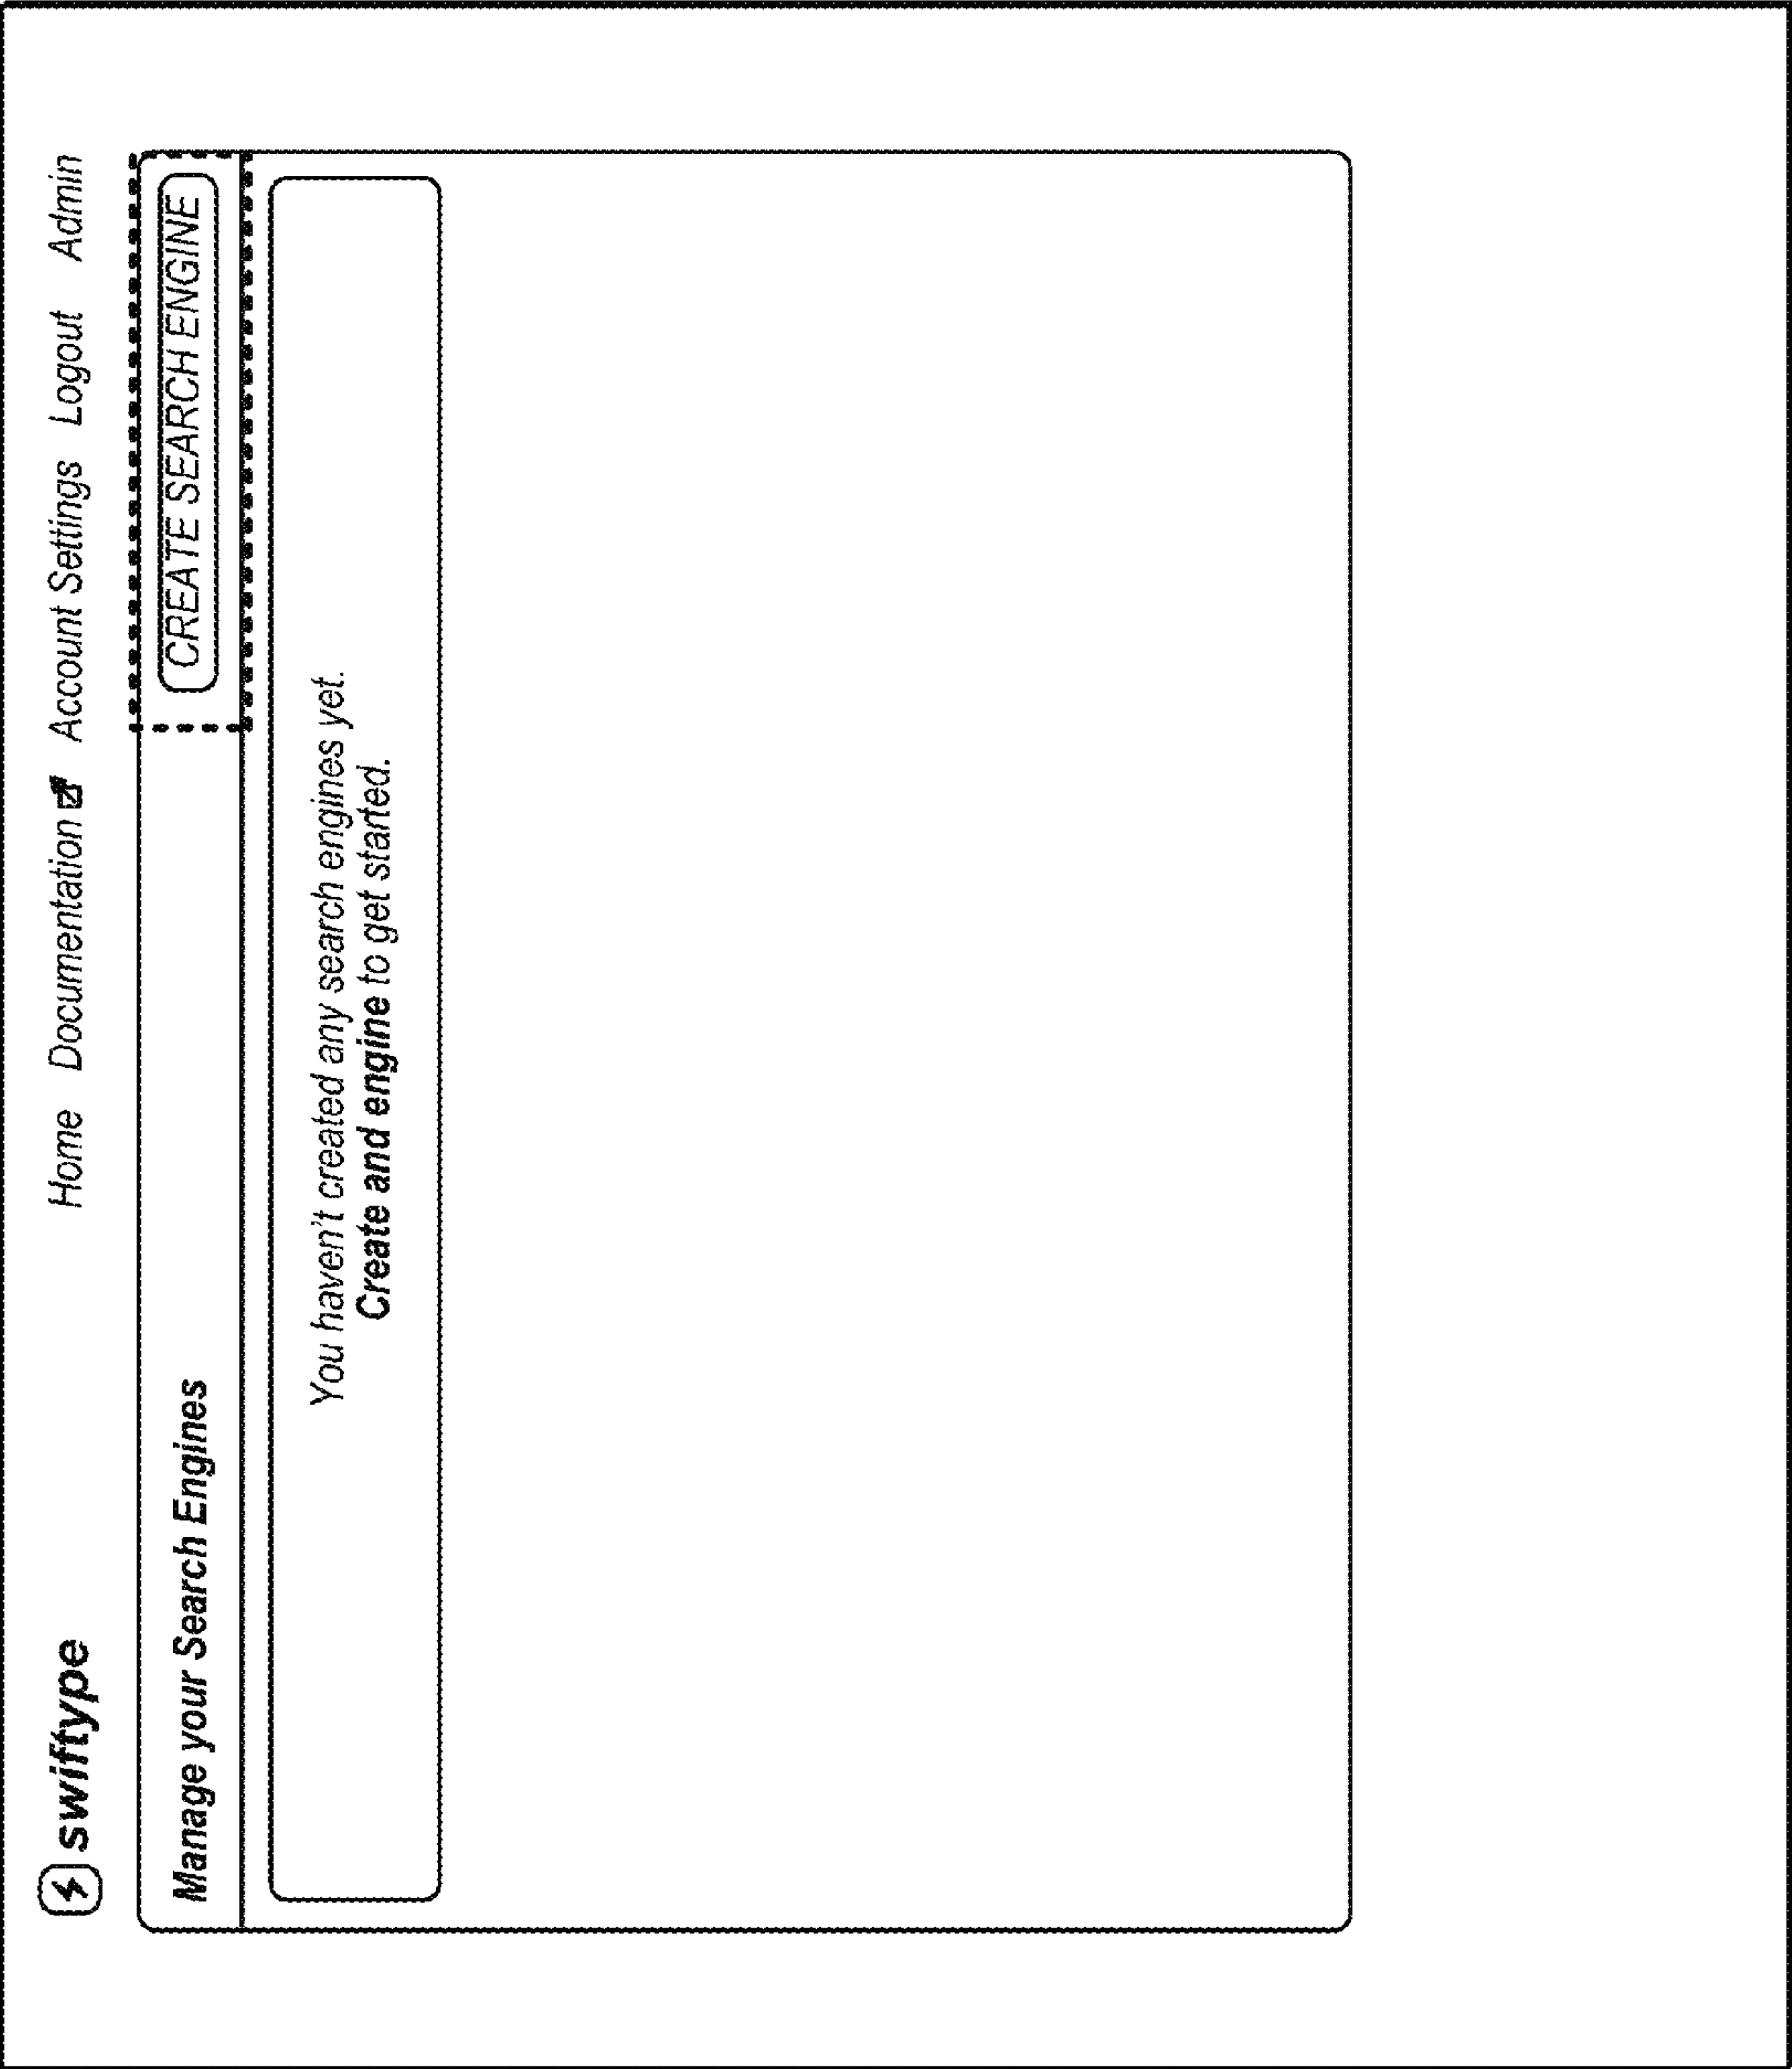 swiftype
Home Documentation Account Settings Logout Admin
Manage your Search Engines
CREATE SEARCH ENGINE
You haven't created any search engines yet.
Create and engine to get started.